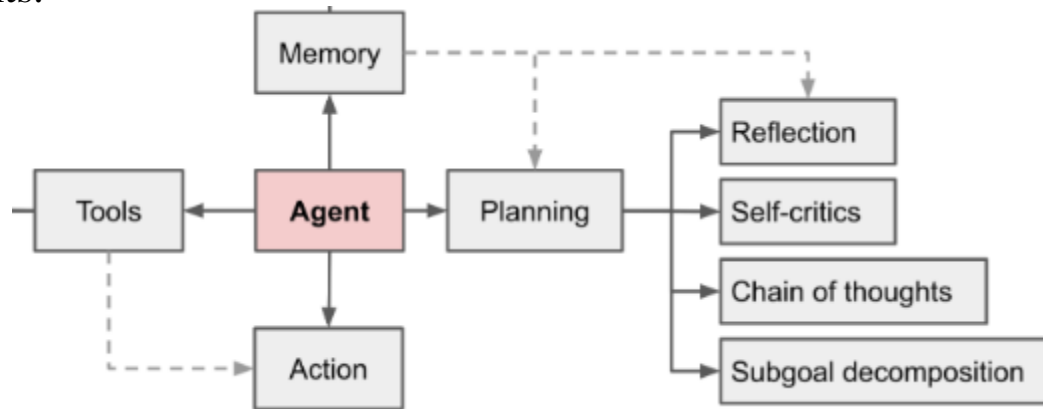 Memory
Reflection
Tools
Agent
Planning
Self-critics
Chain of thoughts
Action
Subgoal decomposition